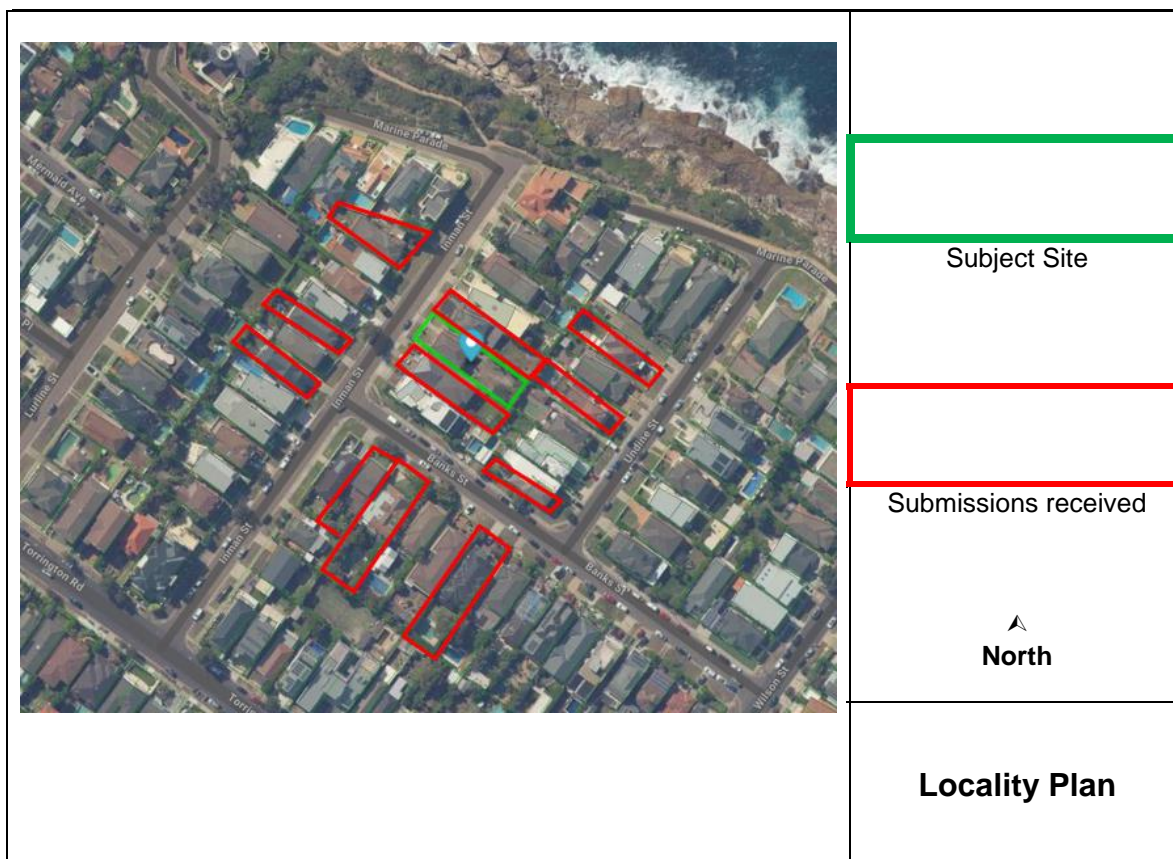 Marine Parade
Mermaid Ave
Inman St
Marine Parade
Pl
Lurline St
Inman St
Undine St
Banks St
Inman St
Torrington Rd
Banks St
Wilson St
Subject Site
Submissions received
North
Locality Plan